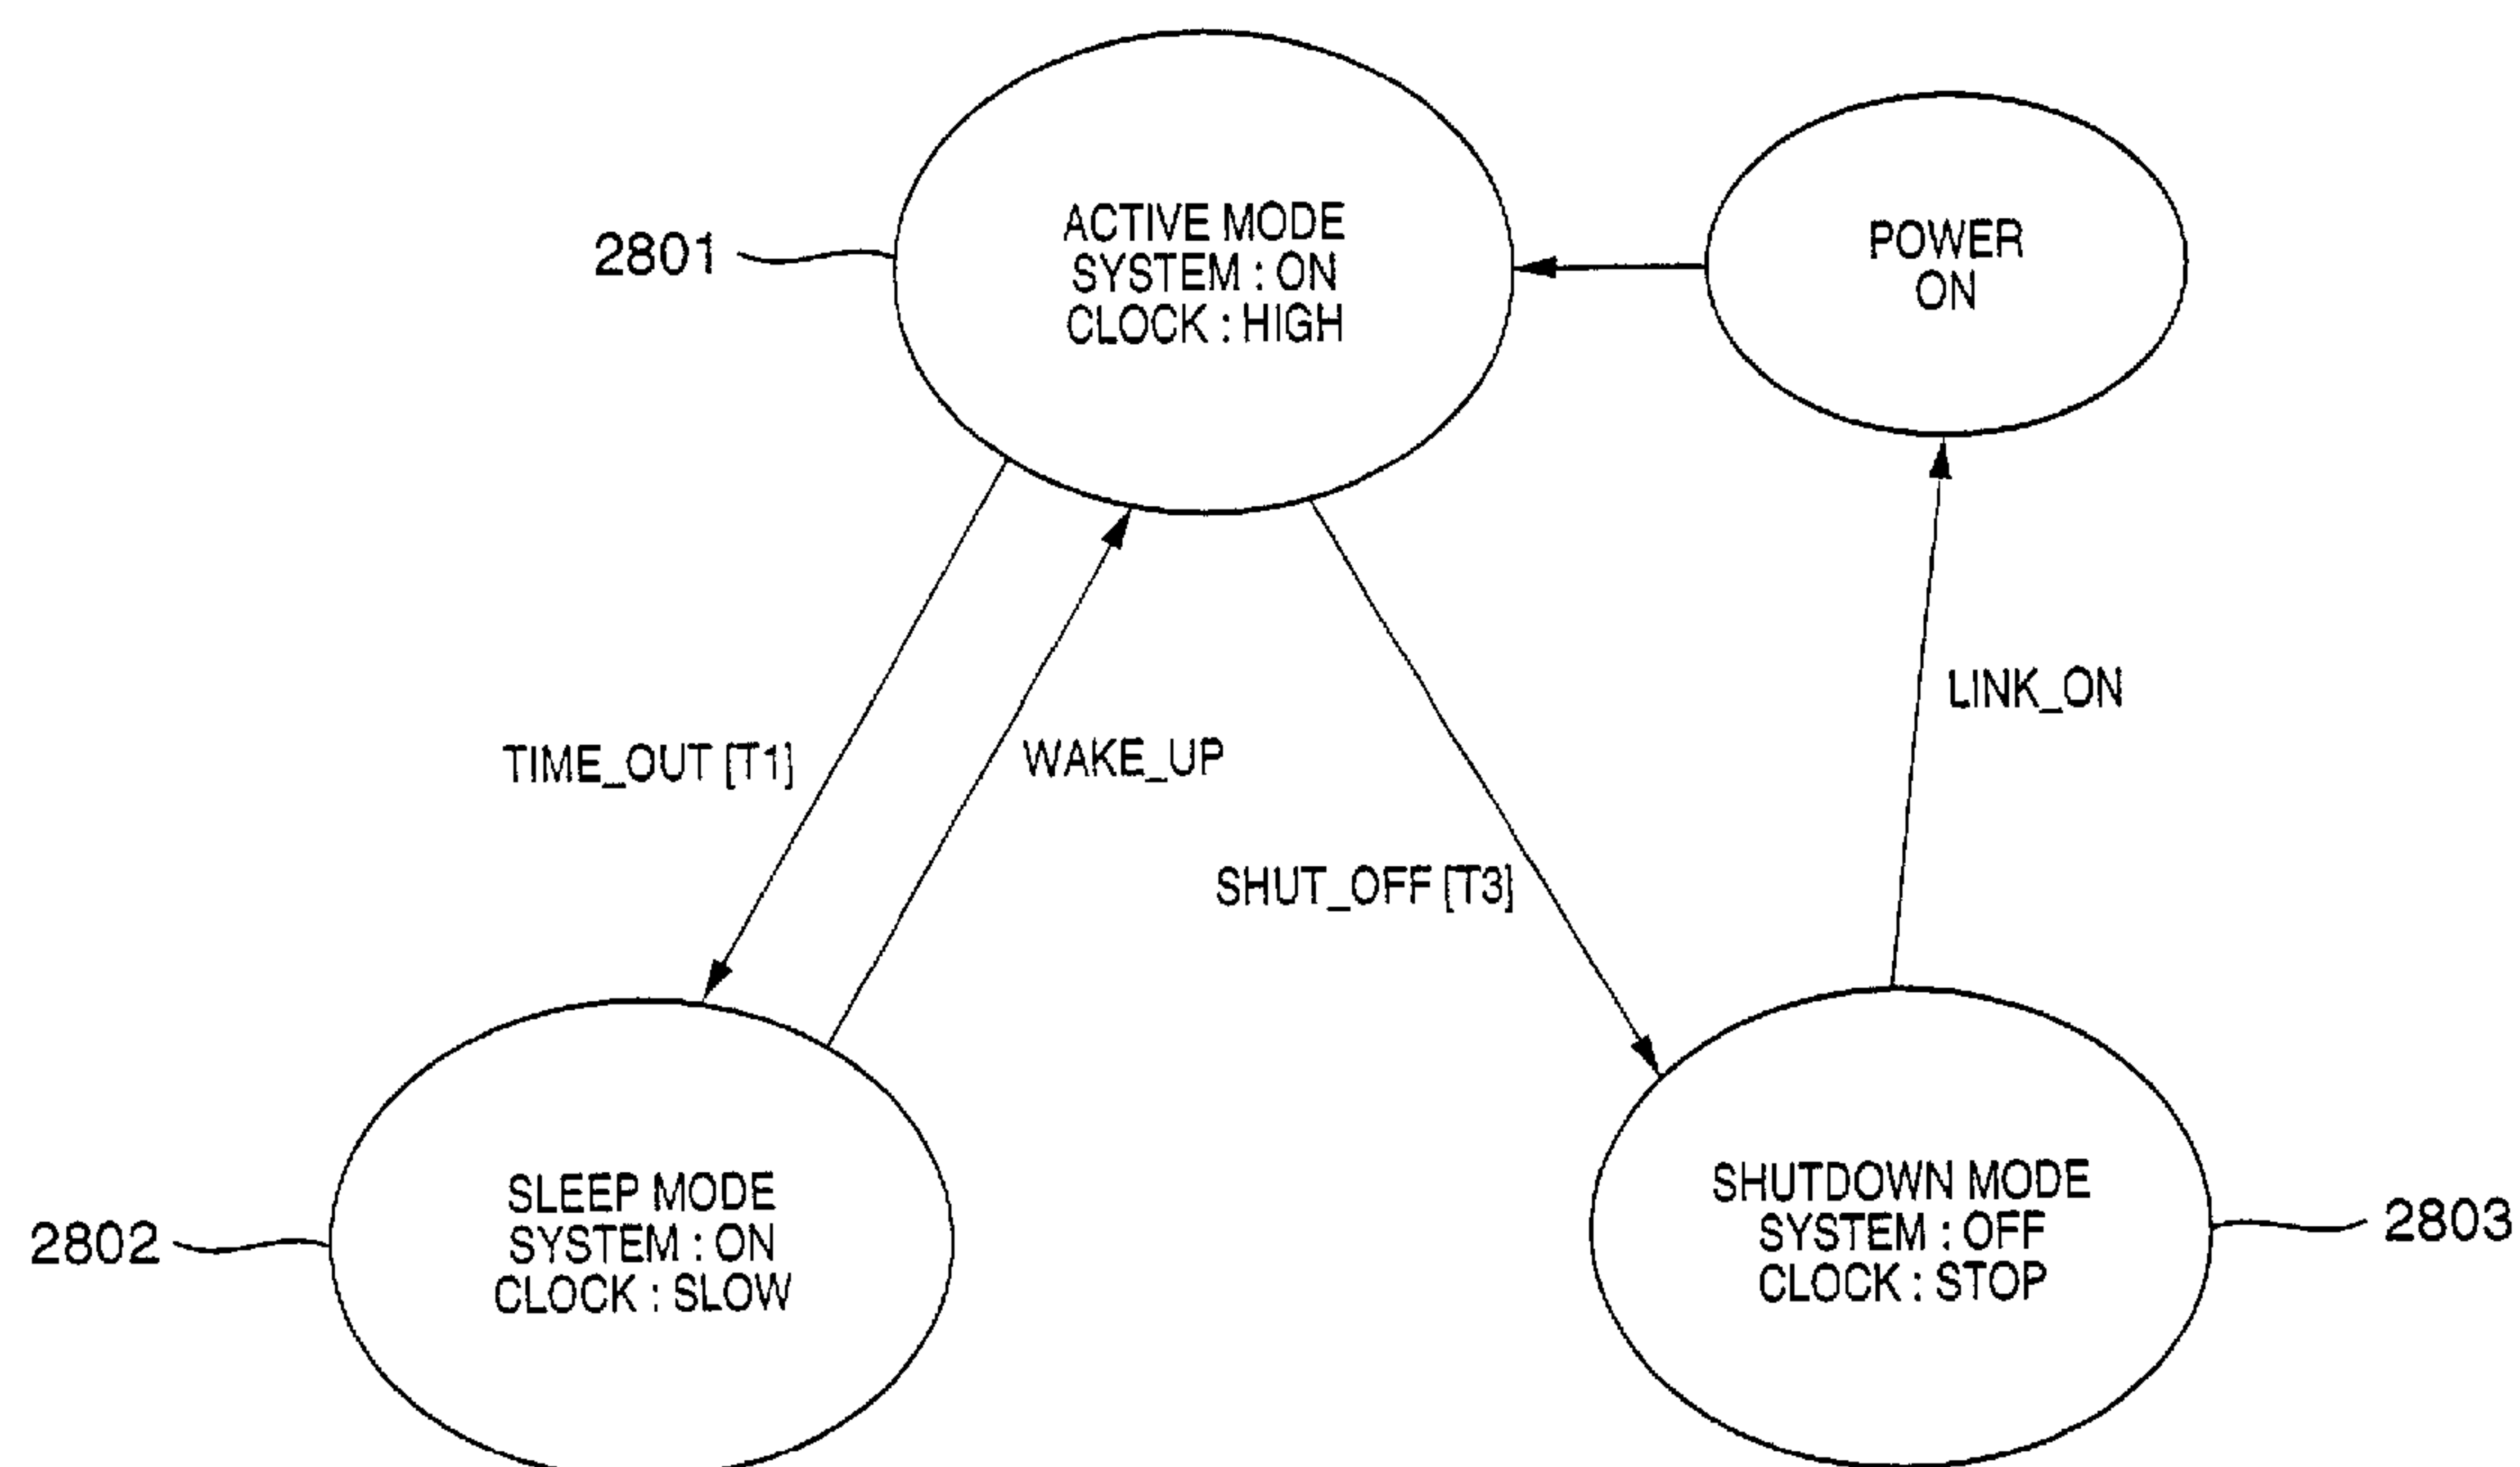 2801
ACTIVE MODE
SYSTEM : ON
CLOCK : HIGH
POWER
ON
TIME_OUT [T1]
WAKE_UP
SHUT_OFF [T3]
LINK_ON
2802
SLEEP MODE
SYSTEM : ON
CLOCK : SLOW
SHUTDOWN MODE
SYSTEM : OFF
CLOCK : STOP
2803